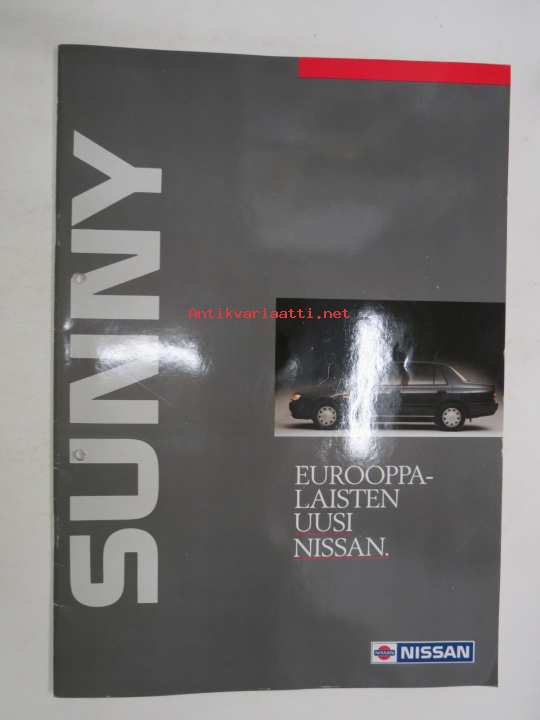 SUNNY
Antikvariaatti.net
EUROOPPA-
LAISTEN
UUSI
NISSAN.
NISSAN
NISSAN